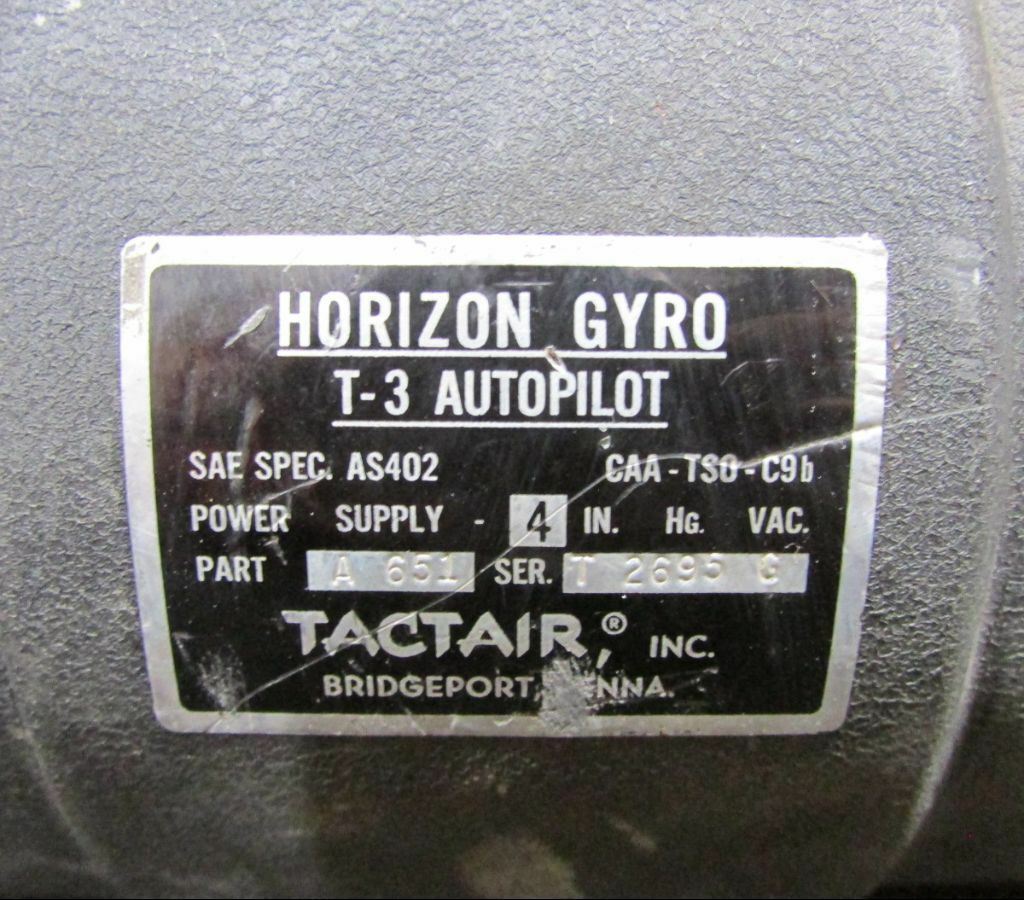 HORIZON GYRO
T-3 AUTOPILOT
SAE SPEC. AS402 CAA-TSO-C9b
POWER SUPPLY - 4 IN. Hg. VAC.
PART A 651 SER. T 2695 G
TACTAIR,® INC.
BRIDGEPORT,